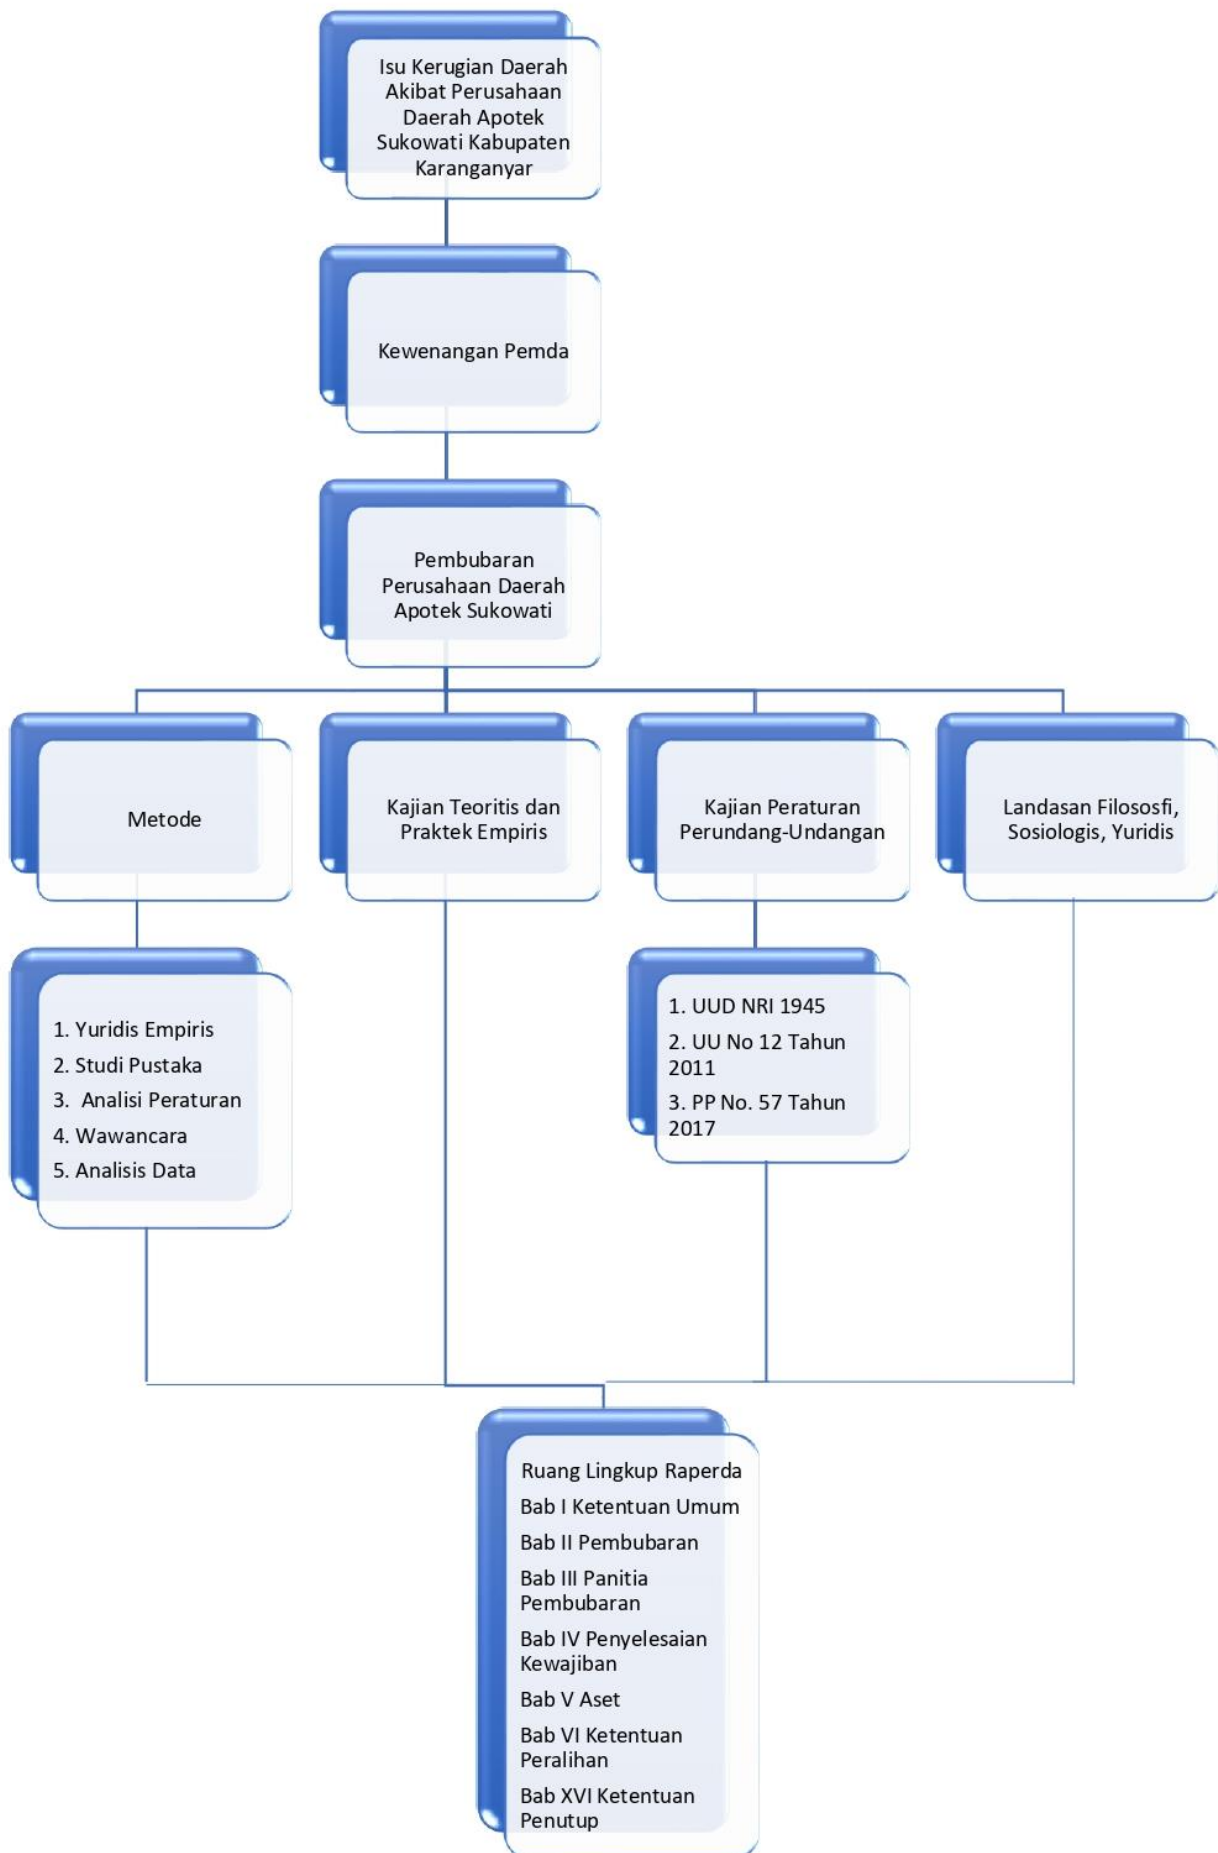 Isu Kerugian Daerah
Akibat Perusahaan
Daerah Apotek
Sukowati Kabupaten
Karanganyar
Kewenangan Pemda
Pembubaran
Perusahaan Daerah
Apotek Sukowati
Metode
Kajian Teoritis dan
Praktek Empiris
Kajian Peraturan
Perundang-Undangan
Landasan Filososfi,
Sosiologis, Yuridis
1. Yuridis Empiris
2. Studi Pustaka
3. Analisi Peraturan
4. Wawancara
5. Analisis Data
1. UUD NRI 1945
2. UU No 12 Tahun
2011
3. PP No. 57 Tahun
2017
Ruang Lingkup Raperda
Bab I Ketentuan Umum
Bab II Pembubaran
Bab III Panitia
Pembubaran
Bab IV Penyelesaian
Kewajiban
Bab V Aset
Bab VI Ketentuan
Peralihan
Bab XVI Ketentuan
Penutup